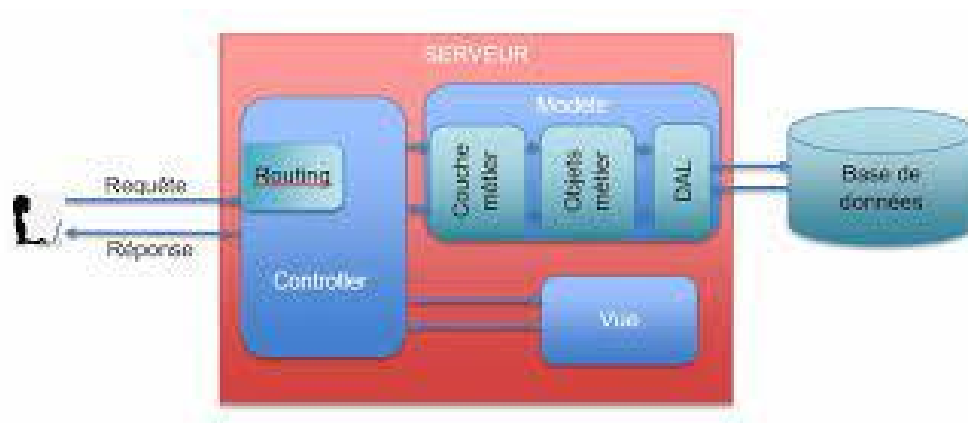 SERVEUR
Modèle
Routing
Couche
métier
Objets
métier
DAL
Base de
données
Requête
Réponse
Controller
Vue